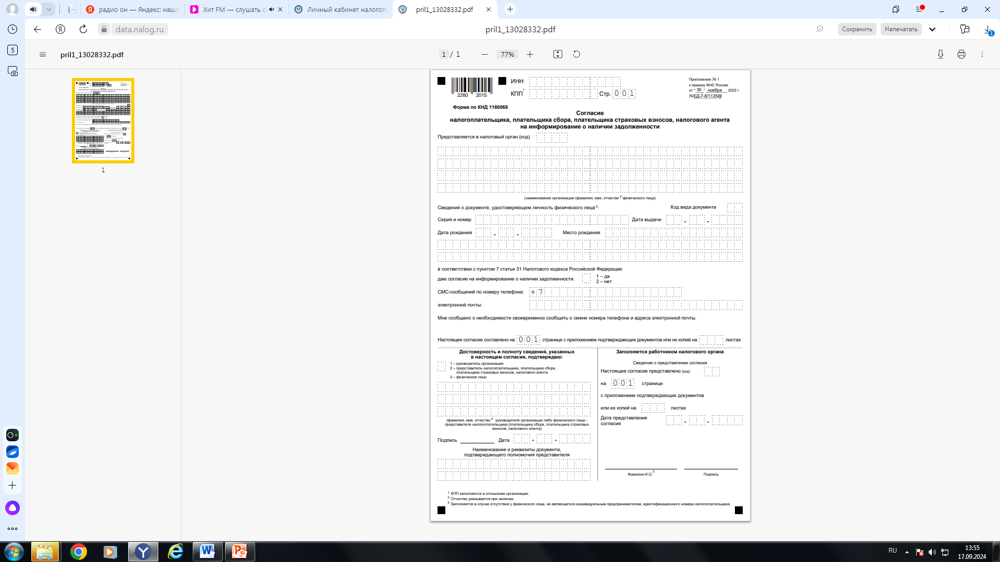 радио он — Яндекс: нашл
Хит FM — слушать о
Личный кабинет налогопл
pril1_13028332.pdf
data.nalog.ru
pril1_13028332.pdf
Сохранить
Напечатать
1
5
pril1_13028332.pdf
1 / 1
77%
1
2260 2015
ИНН
КПП1
Стр. 001
Приложение № 1
к приказу ФНС России
от "30" ноября 2022 г.
№ЕД-7-8/1135@
Форма по КНД 1160068
Согласие
налогоплательщика, плательщика сбора, плательщика страховых взносов, налогового агента
на информирование о наличии задолженности
Представляется в налоговый орган (код)
(наименование организации (фамилия, имя, отчество 2 физического лица)
Сведения о документе, удостоверяющем личность физического лица3:
Код вида документа
Серия и номер
Дата выдачи . .
Дата рождения . .
Место рождения
в соответствии с пунктом 7 статьи 31 Налогового кодекса Российской Федерации:
даю согласие на информирование о наличии задолженности:
1 – да
2 – нет
СМС-сообщений по номеру телефона: +7
электронной почты:
Мне сообщено о необходимости своевременно сообщить о смене номера телефона и адреса электронной почты.
Настоящее согласие составлено на 001 странице с приложением подтверждающих документов или их копий на листах
Достоверность и полноту сведений, указанных
в настоящем согласии, подтверждаю:
1 – руководитель организации
2 – представитель налогоплательщика, плательщика сбора,
плательщика страховых взносов, налогового агента
3 – физическое лицо
(фамилия, имя, отчество 2 руководителя организации либо физического лица -
представителя налогоплательщика (плательщика сбора, плательщика страховых
взносов, налогового агента)
Подпись
Дата . .
Наименование и реквизиты документа,
подтверждающего полномочия представителя
Заполняется работником налогового органа
Сведения о представлении согласия
Настоящее согласие представлено (код)
на 001 странице
с приложением подтверждающих документов
или их копий на листах
Дата представления
согласия . .
Фамилия И.О.2
Подпись
1 КПП заполняется в отношении организации.
2 Отчество указывается при наличии.
3 Заполняется в случае отсутствия у физического лица, не являющегося индивидуальным предпринимателем, идентификационного номера налогоплательщика.
RU
13:55
17.09.2024